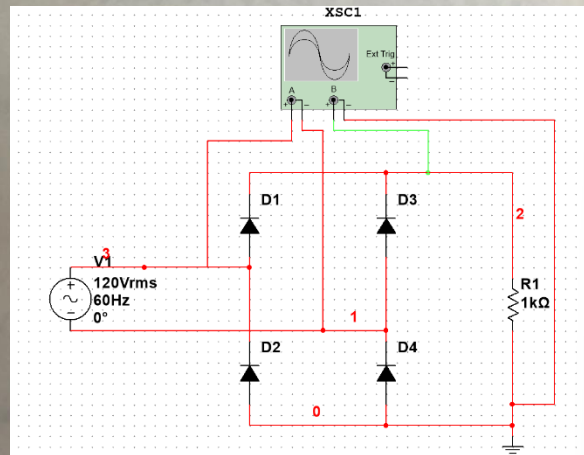 XSC1
Ext Trig
+
−
A
B
+ − + −
D1
D3
2
3
V1
+
−
120Vrms
60Hz
0°
R1
1kΩ
1
D2
D4
0